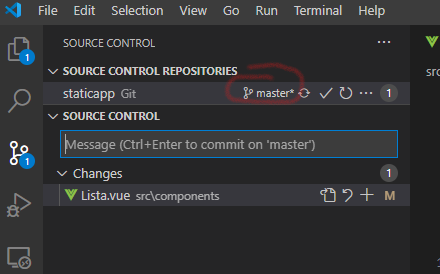 File Edit Selection View Go Run Terminal Help
SOURCE CONTROL
SOURCE CONTROL REPOSITORIES
staticapp Git master* 1
SOURCE CONTROL
Message (Ctrl+Enter to commit on 'master')
Changes 1
Lista.vue src\components M
1
1
src